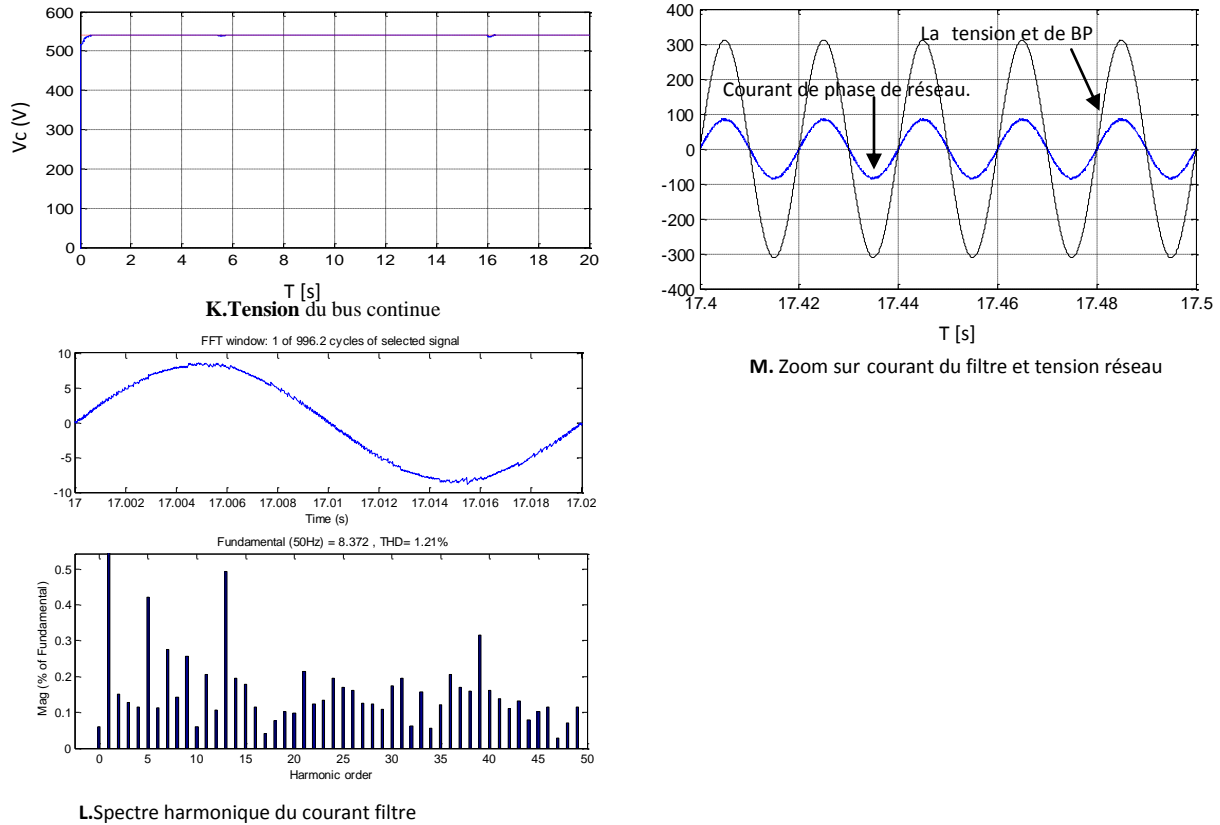 600
500
400
300
200
100
0
Vc (V)
0 2 4 6 8 10 12 14 16 18 20
T [s]
K.Tension du bus continue
FFT window: 1 of 996.2 cycles of selected signal
10
5
0
-5
-10
17 17.002 17.004 17.006 17.008 17.01 17.012 17.014 17.016 17.018 17.02
Time (s)
Fundamental (50Hz) = 8.372 , THD= 1.21%
0.5
0.4
0.3
0.2
0.1
0
Mag (% of Fundamental)
0 5 10 15 20 25 30 35 40 45 50
Harmonic order
L.Spectre harmonique du courant filtre
400
300
200
100
0
-100
-200
-300
-400
La tension et de BP
Courant de phase de réseau.
17.4 17.42 17.44 17.46 17.48 17.5
T [s]
M. Zoom sur courant du filtre et tension réseau